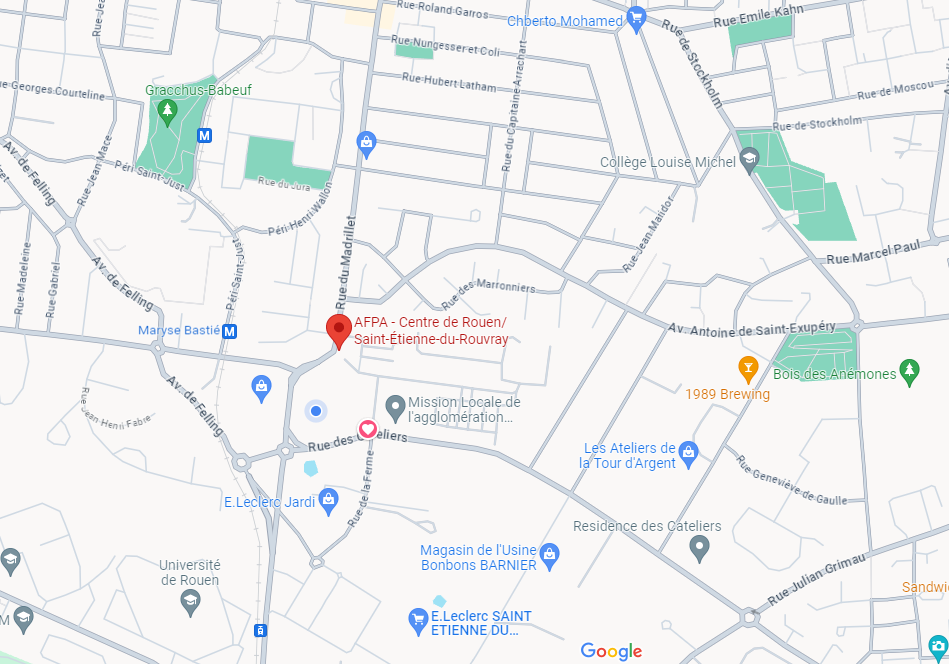 Rue Roland Garros
Chberto Mohamed
Rue Emile Kahn
Rue de Stockholm
Rue Nungesser et Coli
Rue Hubert Latham
Rue du Capitaine Arrachart
Rue de Moscou
Rue de Stockholm
Rue Georges Courteline
Gracchus-Babeuf
M
Rue Jean Mace
Rue Jean
Av. de Felling
Péri Saint-Just
Rue du Jura
Péri Henri Wallon
Collège Louise Michel
Rue Jean Maridor
Rue Marcel Paul
Rue du Madrillet
Rue Madeleine
Rue Gabriel
Av. de Felling
Péri Saint-Just
Rue des Marronniers
Maryse Bastié
M
AFPA - Centre de Rouen/
Saint-Étienne-du-Rouvray
Av. Antoine de Saint-Exupéry
Bois des Anémones
1989 Brewing
Av. de Felling
Rue Jean Henri Fabre
Mission Locale de
l'agglomération...
Rue des Cateliers
Les Ateliers de
la Tour d'Argent
Rue Geneviève de Gaulle
E.Leclerc Jardi
Rue de la Ferme
Residence des Cateliers
Magasin de l'Usine
Bonbons BARNIER
Université
de Rouen
Rue Julian Grimau
Sandwi
M
E.Leclerc SAINT
ETIENNE DU...
Google